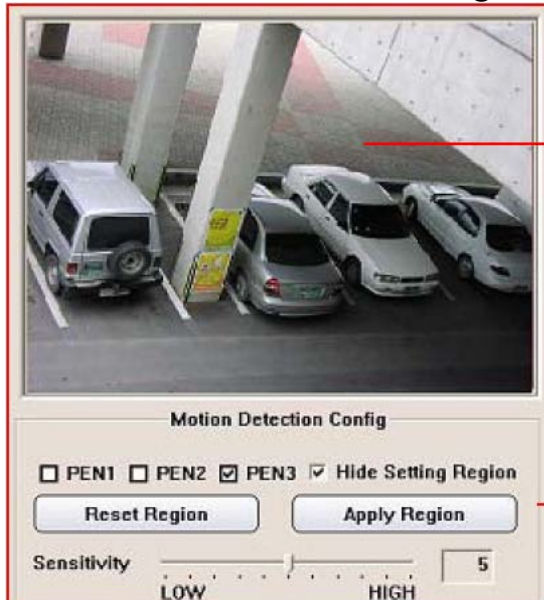 Motion Detection Config
PEN1 PEN2 PEN3 Hide Setting Region
Reset Region Apply Region
Sensitivity 5
LOW HIGH